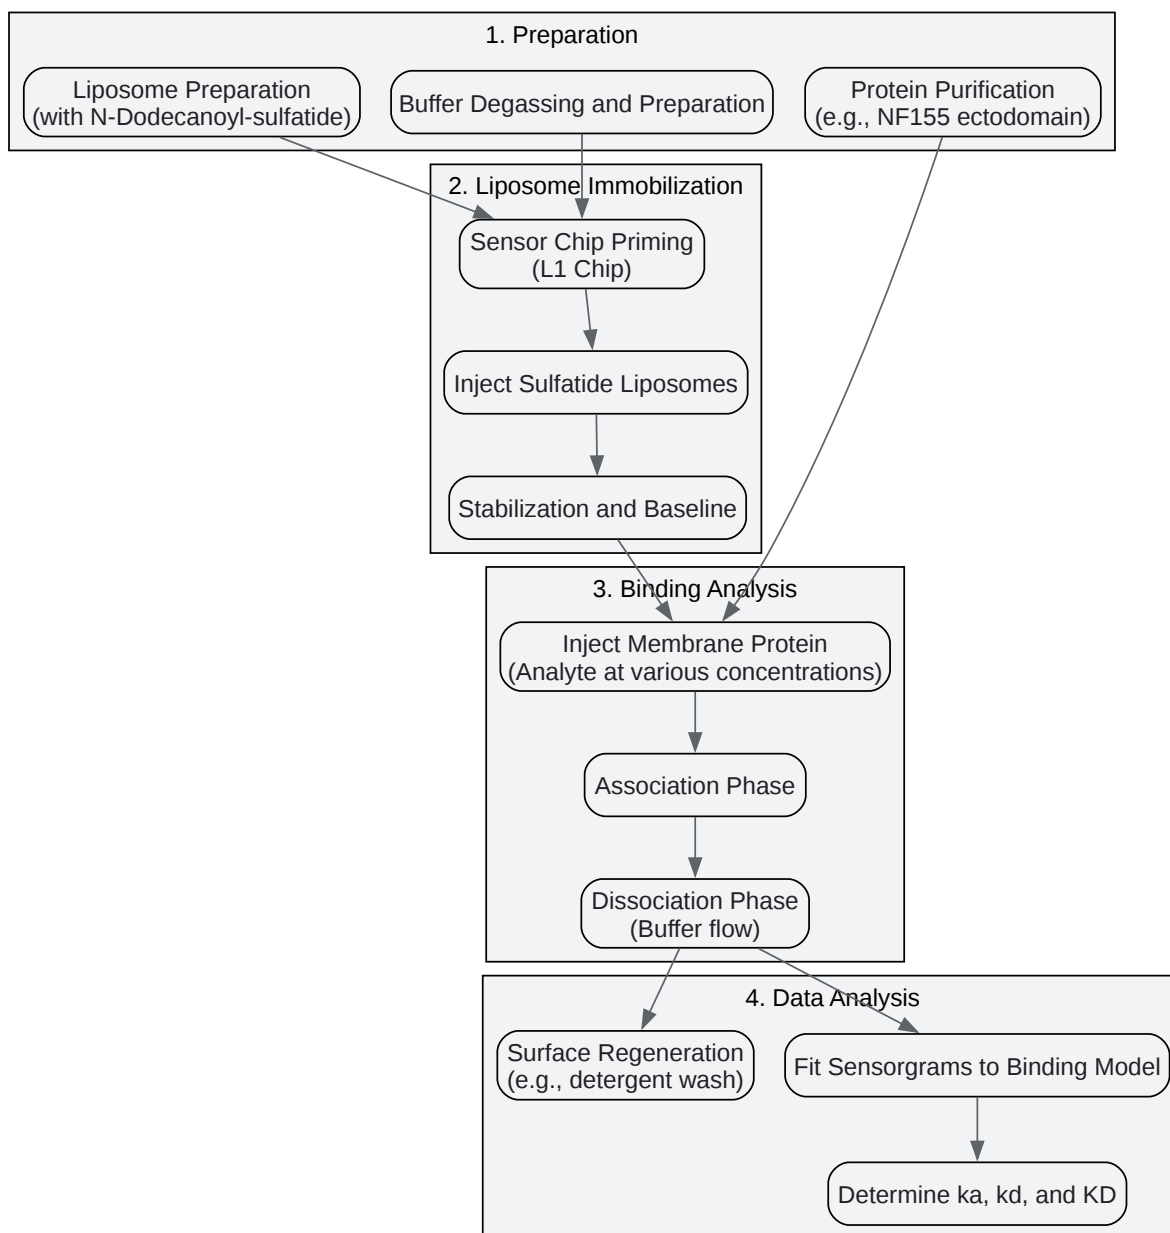 1. Preparation
Liposome Preparation
(with N-Dodecanoyl-sulfatide)
Buffer Degassing and Preparation
Protein Purification
(e.g., NF155 ectodomain)
2. Liposome Immobilization
Sensor Chip Priming
(L1 Chip)
Inject Sulfatide Liposomes
Stabilization and Baseline
3. Binding Analysis
Inject Membrane Protein
(Analyte at various concentrations)
Association Phase
Dissociation Phase
(Buffer flow)
4. Data Analysis
Surface Regeneration
(e.g., detergent wash)
Fit Sensorgrams to Binding Model
Determine ka, kd, and KD